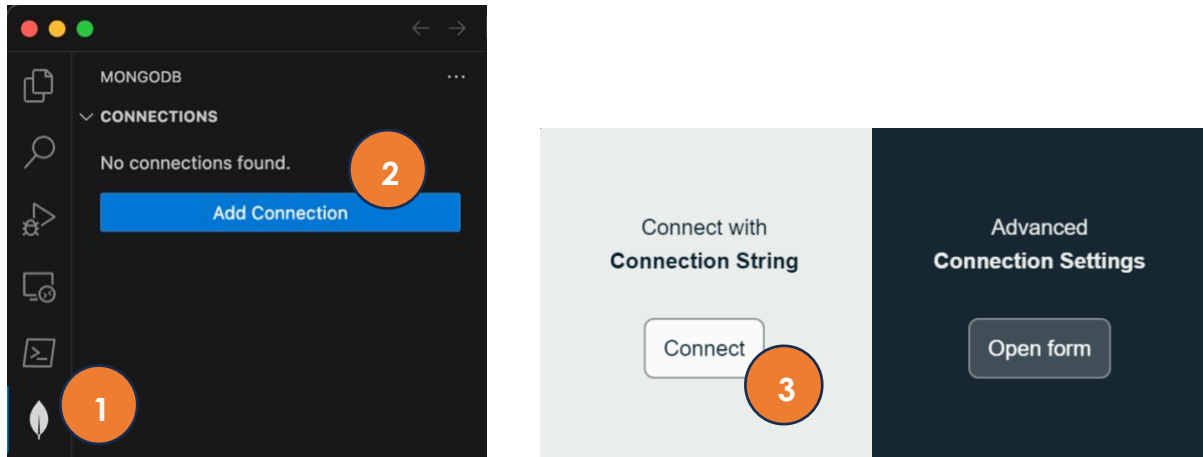 MONGODB
CONNECTIONS
No connections found.
2
Add Connection
1
Connect with
Connection String
Connect
3
Advanced
Connection Settings
Open form